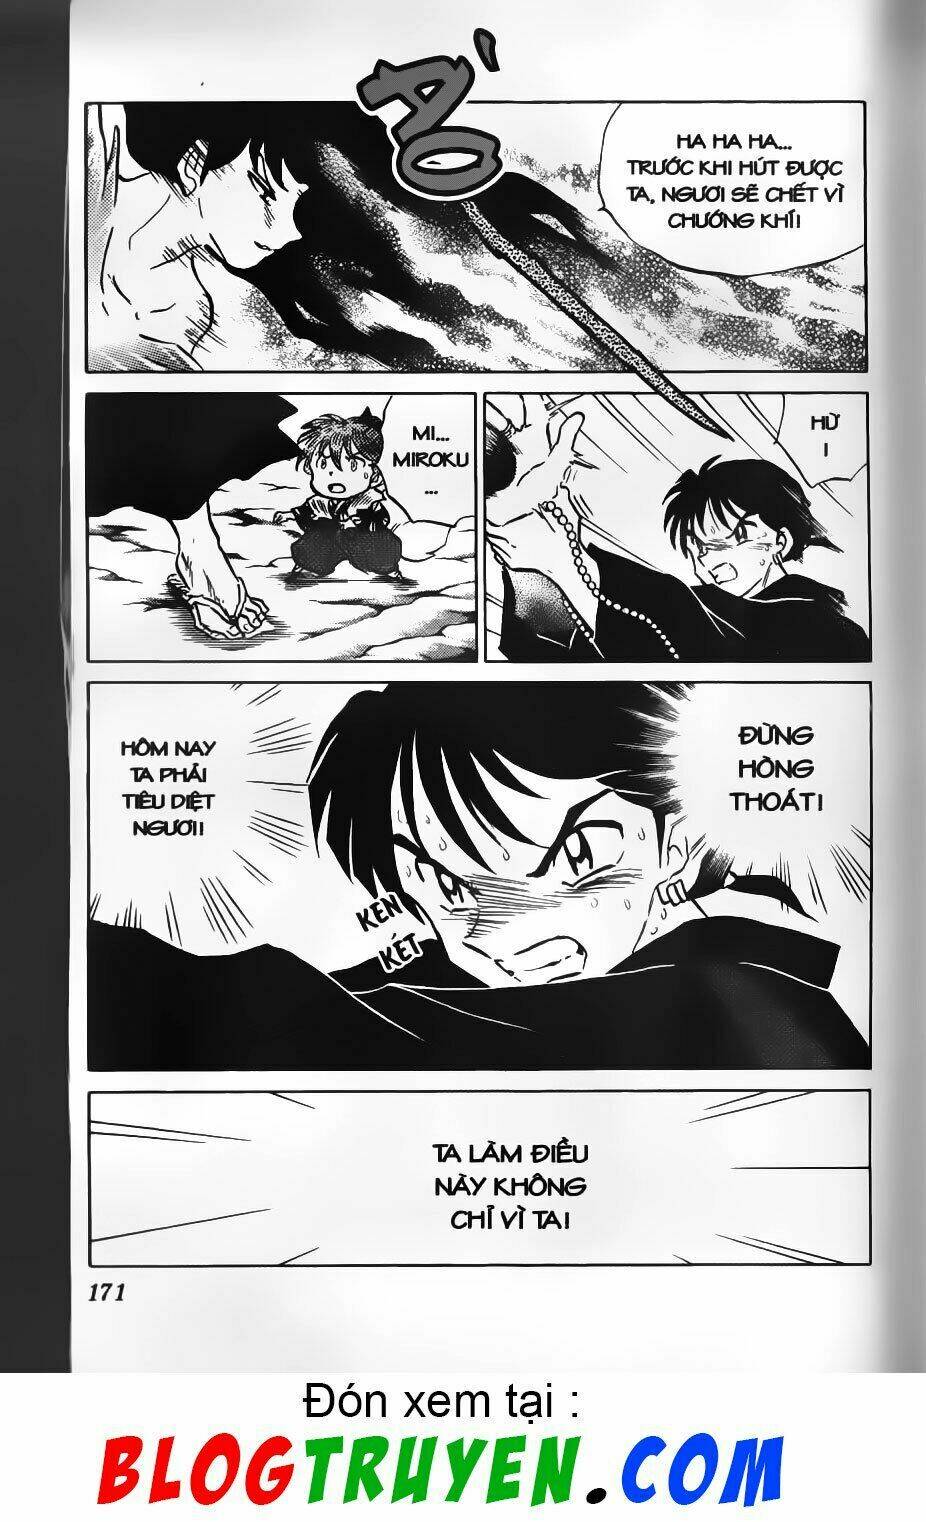 ÀO
HA HA HA...
TRƯỚC KHI HÚT ĐƯỢC
TA, NGƯƠI SẼ CHẾT VÌ
CHƯỚNG KHÍ!
MI...
MIROKU
...
HỪ
!
HÔM NAY
TA PHẢI
TIÊU DIỆT
NGƯƠI!
ĐỪNG
HÒNG
THOÁT!
KEN
KÉT
TA LÀM ĐIỀU
NÀY KHÔNG
CHỈ VÌ TA!
171
Đón xem tại :
BLOGTRUYEN.COM